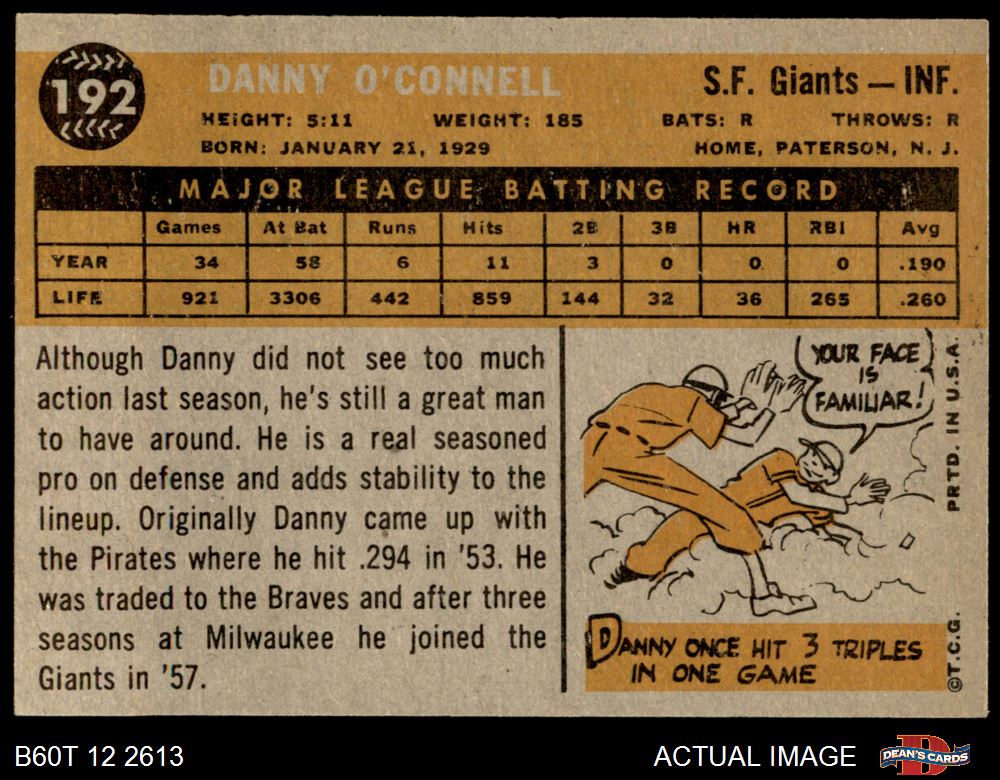 192
DANNY O'CONNELL
S.F. Giants — INF.
HEIGHT: 5:11 WEIGHT: 185 BATS: R THROWS: R
BORN: JANUARY 21, 1929 HOME, PATERSON, N. J.
MAJOR LEAGUE BATTING RECORD
Games At Bat Runs Hits 2B 3B HR RBI Avg
YEAR 34 58 6 11 3 0 0 0 .190
LIFE 921 3306 442 859 144 32 36 265 .260
Although Danny did not see too much
action last season, he's still a great man
to have around. He is a real seasoned
pro on defense and adds stability to the
lineup. Originally Danny came up with
the Pirates where he hit .294 in '53. He
was traded to the Braves and after three
seasons at Milwaukee he joined the
Giants in '57.
YOUR FACE
IS
FAMILIAR!
DANNY ONCE HIT 3 TRIPLES
IN ONE GAME
©T.C.G. PRTD. IN U.S.A.
B60T 12 2613
ACTUAL IMAGE
DEAN'S CARDS